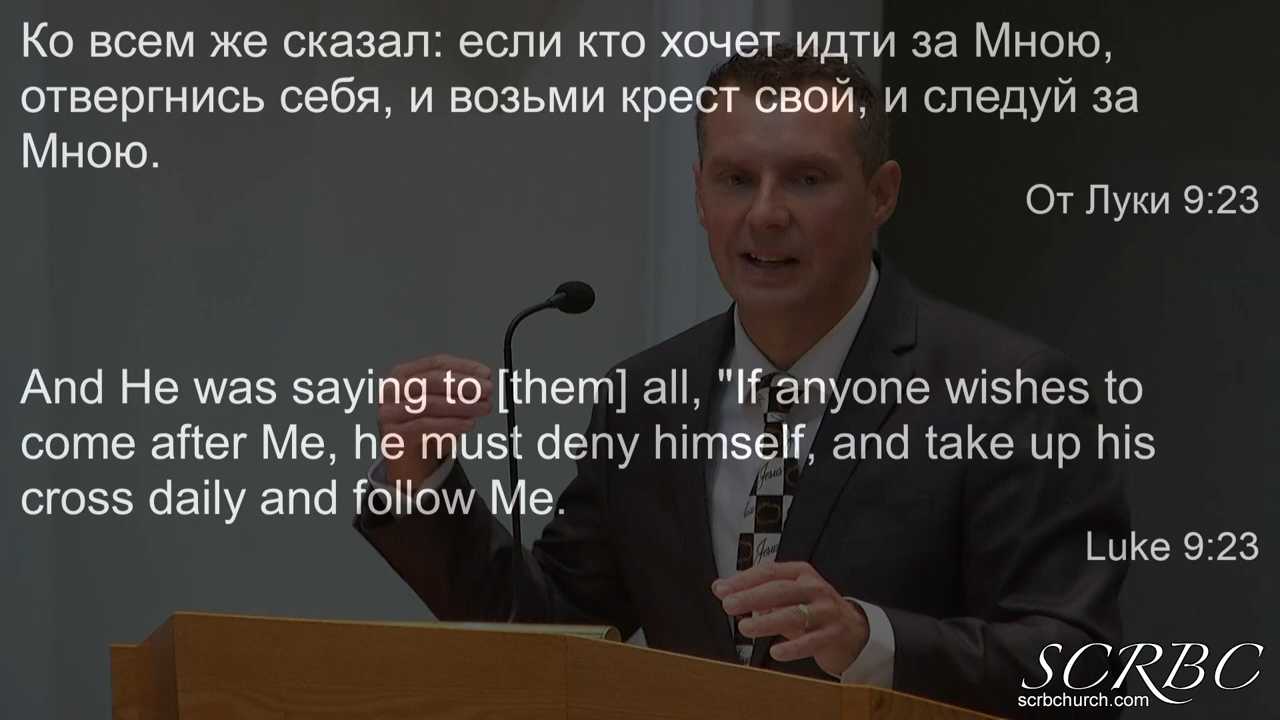 Ко всем же сказал: если кто хочет идти за Мною,
отвергнись себя, и возьми крест свой, и следуй за
Мною.
От Луки 9:23
And He was saying to [them] all, "If anyone wishes to
come after Me, he must deny himself, and take up his
cross daily and follow Me.
Luke 9:23
Jesus
Jesus
SCRBC
scrbchurch.com